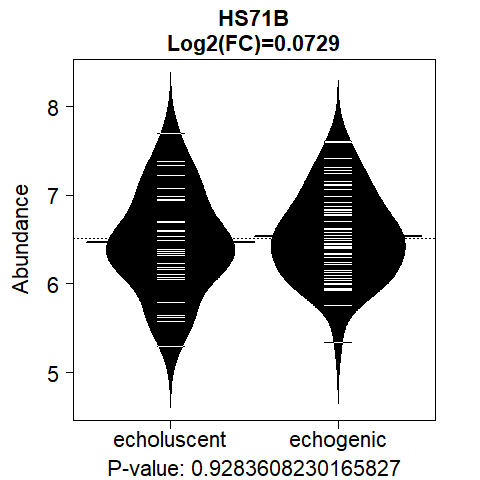 HS71B
Log2(FC)=0.0729
Abundance
8
7
6
5
echoluscent
echogenic
P-value: 0.9283608230165827